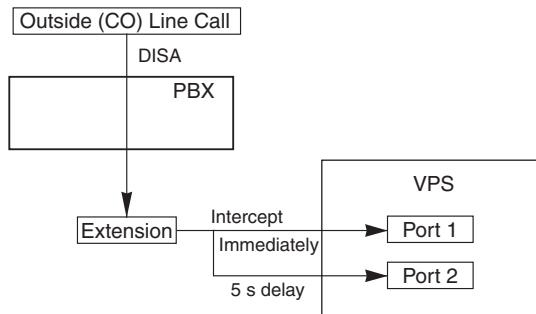 Outside (CO) Line Call
DISA
PBX
VPS
Extension
Intercept
Immediately
Port 1
5 s delay
Port 2